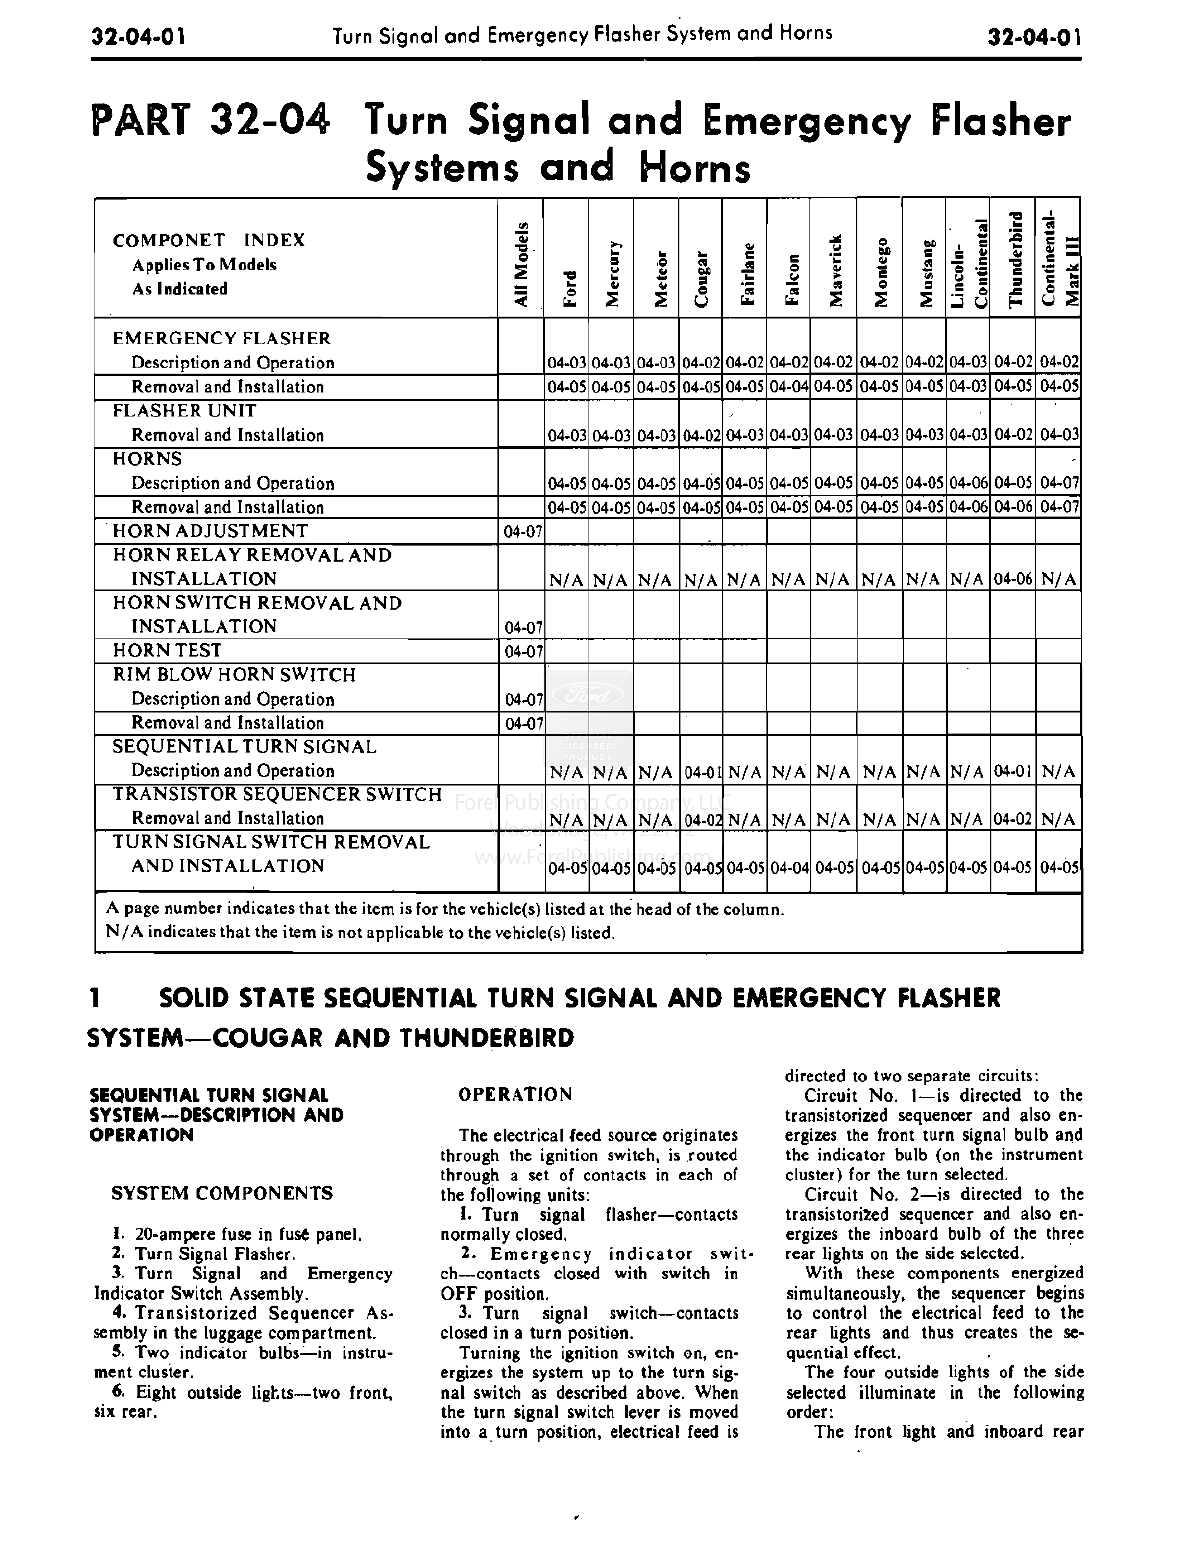 32-04-01 Turn Signal and Emergency Flasher System and Horns 32-04-01
PART 32-04 Turn Signal and Emergency Flasher
Systems and Horns
COMPONET INDEX
Applies To Models
As Indicated
All Models
Ford
Mercury
Meteor
Cougar
Fairlane
Falcon
Maverick
Montego
Mustang
Lincoln-
Continental
Thunderbird
Continental-
Mark III
EMERGENCY FLASHER
Description and Operation 04-03 04-03 04-03 04-02 04-02 04-02 04-02 04-02 04-02 04-03 04-02 04-02
Removal and Installation 04-05 04-05 04-05 04-05 04-05 04-04 04-05 04-05 04-05 04-03 04-05 04-05
FLASHER UNIT
Removal and Installation 04-03 04-03 04-03 04-02 04-03 04-03 04-03 04-03 04-03 04-03 04-02 04-03
HORNS
Description and Operation 04-05 04-05 04-05 04-05 04-05 04-05 04-05 04-05 04-05 04-06 04-05 04-07
Removal and Installation 04-05 04-05 04-05 04-05 04-05 04-05 04-05 04-05 04-05 04-06 04-06 04-07
HORN ADJUSTMENT 04-07
HORN RELAY REMOVAL AND
INSTALLATION N/A N/A N/A N/A N/A N/A N/A N/A N/A N/A 04-06 N/A
HORN SWITCH REMOVAL AND
INSTALLATION 04-07
HORN TEST 04-07
RIM BLOW HORN SWITCH
Description and Operation 04-07
Removal and Installation 04-07
SEQUENTIAL TURN SIGNAL
Description and Operation N/A N/A N/A 04-01 N/A N/A N/A N/A N/A N/A 04-01 N/A
TRANSISTOR SEQUENCER SWITCH
Removal and Installation N/A N/A N/A 04-02 N/A N/A N/A N/A N/A N/A 04-02 N/A
TURN SIGNAL SWITCH REMOVAL
AND INSTALLATION 04-05 04-05 04-05 04-05 04-05 04-04 04-05 04-05 04-05 04-05 04-05 04-05
A page number indicates that the item is for the vehicle(s) listed at the head of the column.
N/A indicates that the item is not applicable to the vehicle(s) listed.
Ford
LICENSED
PRODUCT
Forel Publishing Company, LLC
www.ForelPublishing.com
1 SOLID STATE SEQUENTIAL TURN SIGNAL AND EMERGENCY FLASHER
SYSTEM—COUGAR AND THUNDERBIRD
SEQUENTIAL TURN SIGNAL
SYSTEM—DESCRIPTION AND
OPERATION
SYSTEM COMPONENTS
1. 20-ampere fuse in fuse panel.
2. Turn Signal Flasher.
3. Turn Signal and Emergency
Indicator Switch Assembly.
4. Transistorized Sequencer As-
sembly in the luggage compartment.
5. Two indicator bulbs—in instru-
ment cluster.
6. Eight outside lights—two front,
six rear.
OPERATION
The electrical feed source originates
through the ignition switch, is routed
through a set of contacts in each of
the following units:
1. Turn signal flasher—contacts
normally closed.
2. Emergency indicator swit-
ch—contacts closed with switch in
OFF position.
3. Turn signal switch—contacts
closed in a turn position.
Turning the ignition switch on, en-
ergizes the system up to the turn sig-
nal switch as described above. When
the turn signal switch lever is moved
into a turn position, electrical feed is
directed to two separate circuits:
Circuit No. 1—is directed to the
transistorized sequencer and also en-
ergizes the front turn signal bulb and
the indicator bulb (on the instrument
cluster) for the turn selected.
Circuit No. 2—is directed to the
transistorized sequencer and also en-
ergizes the inboard bulb of the three
rear lights on the side selected.
With these components energized
simultaneously, the sequencer begins
to control the electrical feed to the
rear lights and thus creates the se-
quential effect.
The four outside lights of the side
selected illuminate in the following
order:
The front light and inboard rear